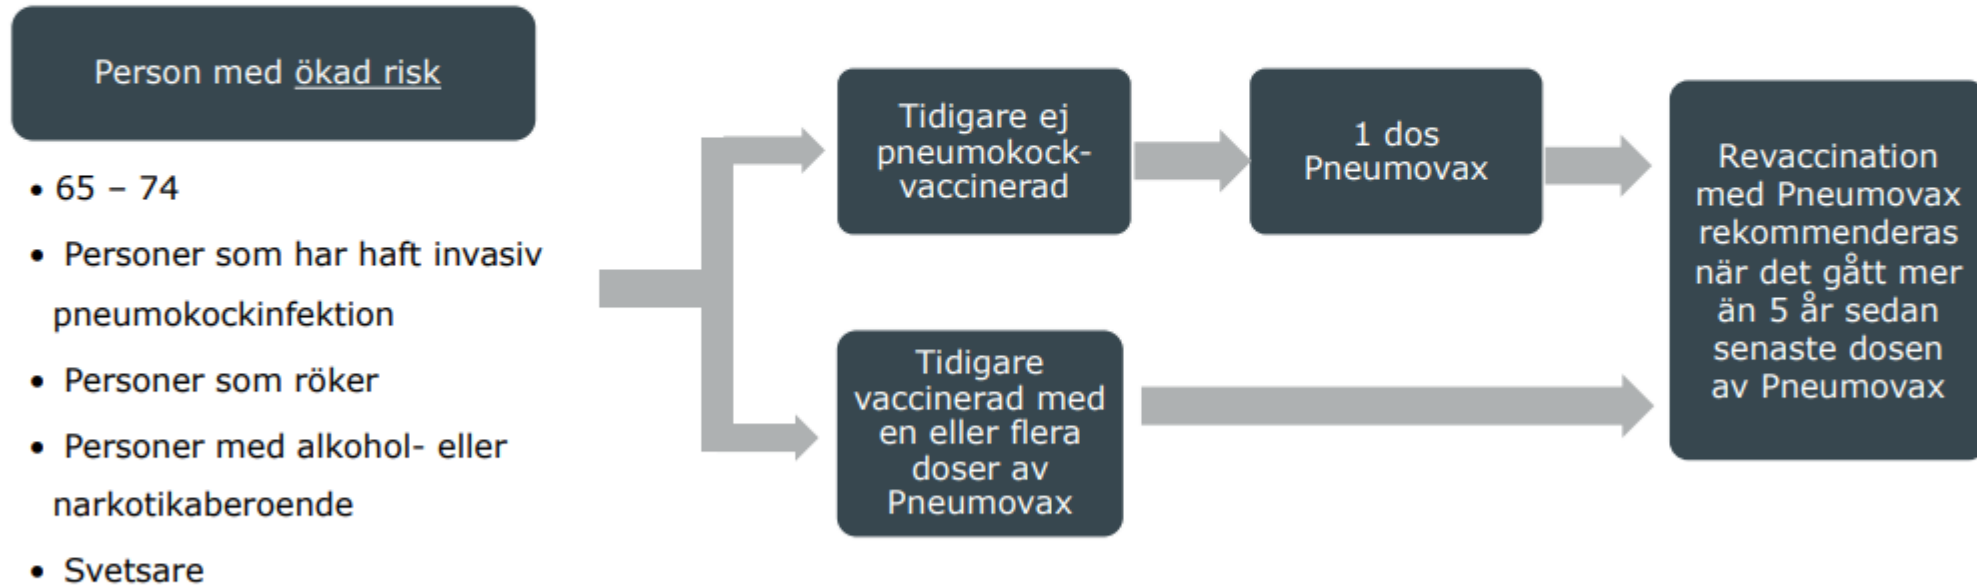 Person med ökad risk
• 65 – 74
• Personer som har haft invasiv
pneumokockinfektion
• Personer som röker
• Personer med alkohol- eller
narkotikaberoende
• Svetsare
Tidigare ej
pneumokock-
vaccinerad
1 dos
Pneumovax
Tidigare
vaccinerad med
en eller flera
doser av
Pneumovax
Revaccination
med Pneumovax
rekommenderas
när det gått mer
än 5 år sedan
senaste dosen
av Pneumovax